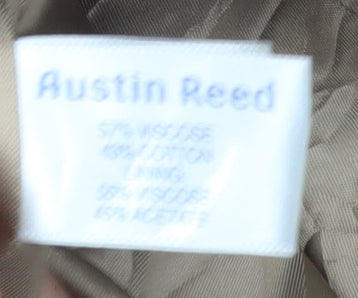 Austin Reed
57% VISCOSE
43% COTTON
LINING:
55% VISCOSE
45% ACETATE